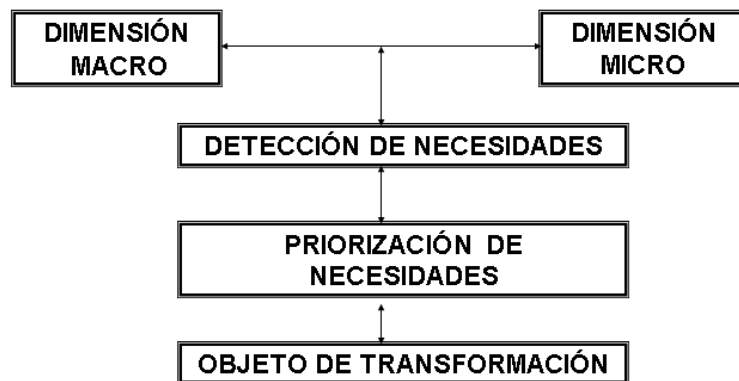 DIMENSIÓN
MACRO
DIMENSIÓN
MICRO
DETECCIÓN DE NECESIDADES
PRIORIZACIÓN DE
NECESIDADES
OBJETO DE TRANSFORMACIÓN